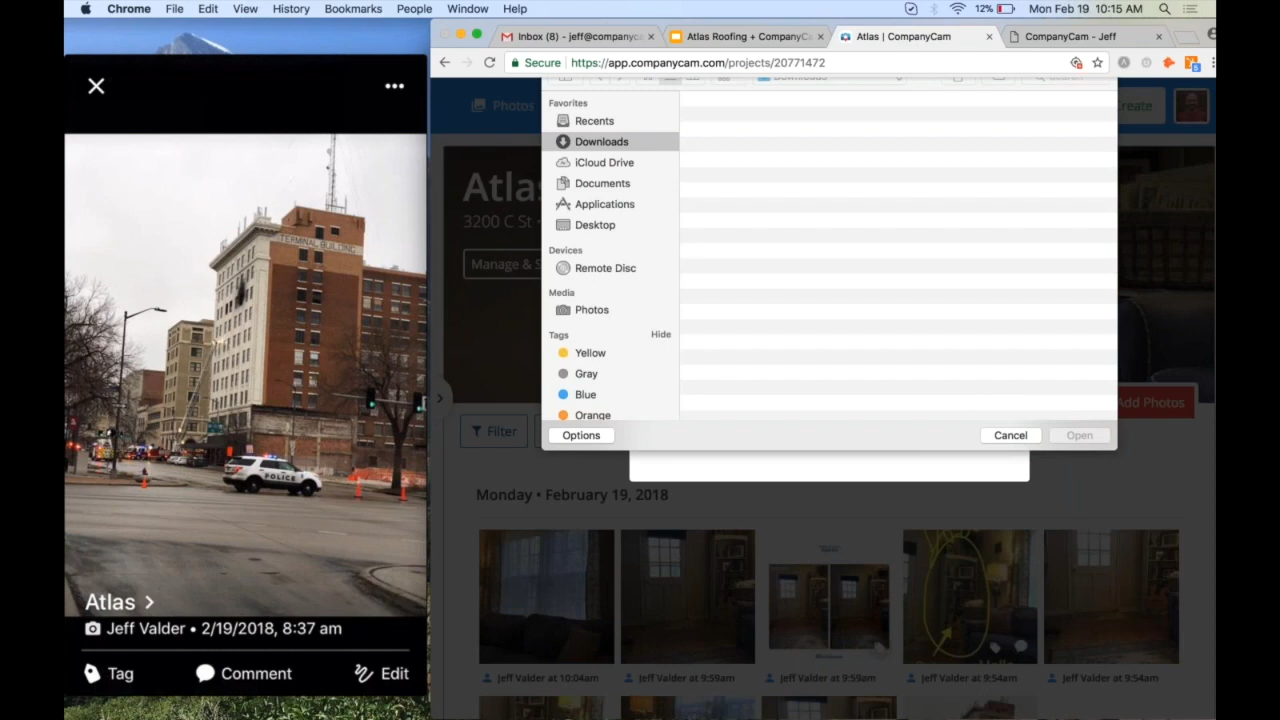 Chrome File Edit View History Bookmarks People Window Help
12% Mon Feb 19 10:15 AM
Inbox (8) - jeff@companyca
Atlas Roofing + CompanyC
Atlas | CompanyCam
CompanyCam - Jeff
Secure https://app.companycam.com/projects/20771472
Downloads
Search
Photos
Create
Favorites
Recents
Downloads
iCloud Drive
Documents
Applications
Desktop
Devices
Remote Disc
Media
Photos
Tags Hide
Yellow
Gray
Blue
Orange
Options Cancel Open
Atlas
3200 C St •
Manage & S
Add Photos
Filter
Monday • February 19, 2018
Jeff Valder at 10:04am
Jeff Valder at 9:59am
Jeff Valder at 9:59am
Jeff Valder at 9:54am
Jeff Valder at 9:54am
TERMINAL BUILDING
POLICE
Atlas >
Jeff Valder • 2/19/2018, 8:37 am
Tag Comment Edit